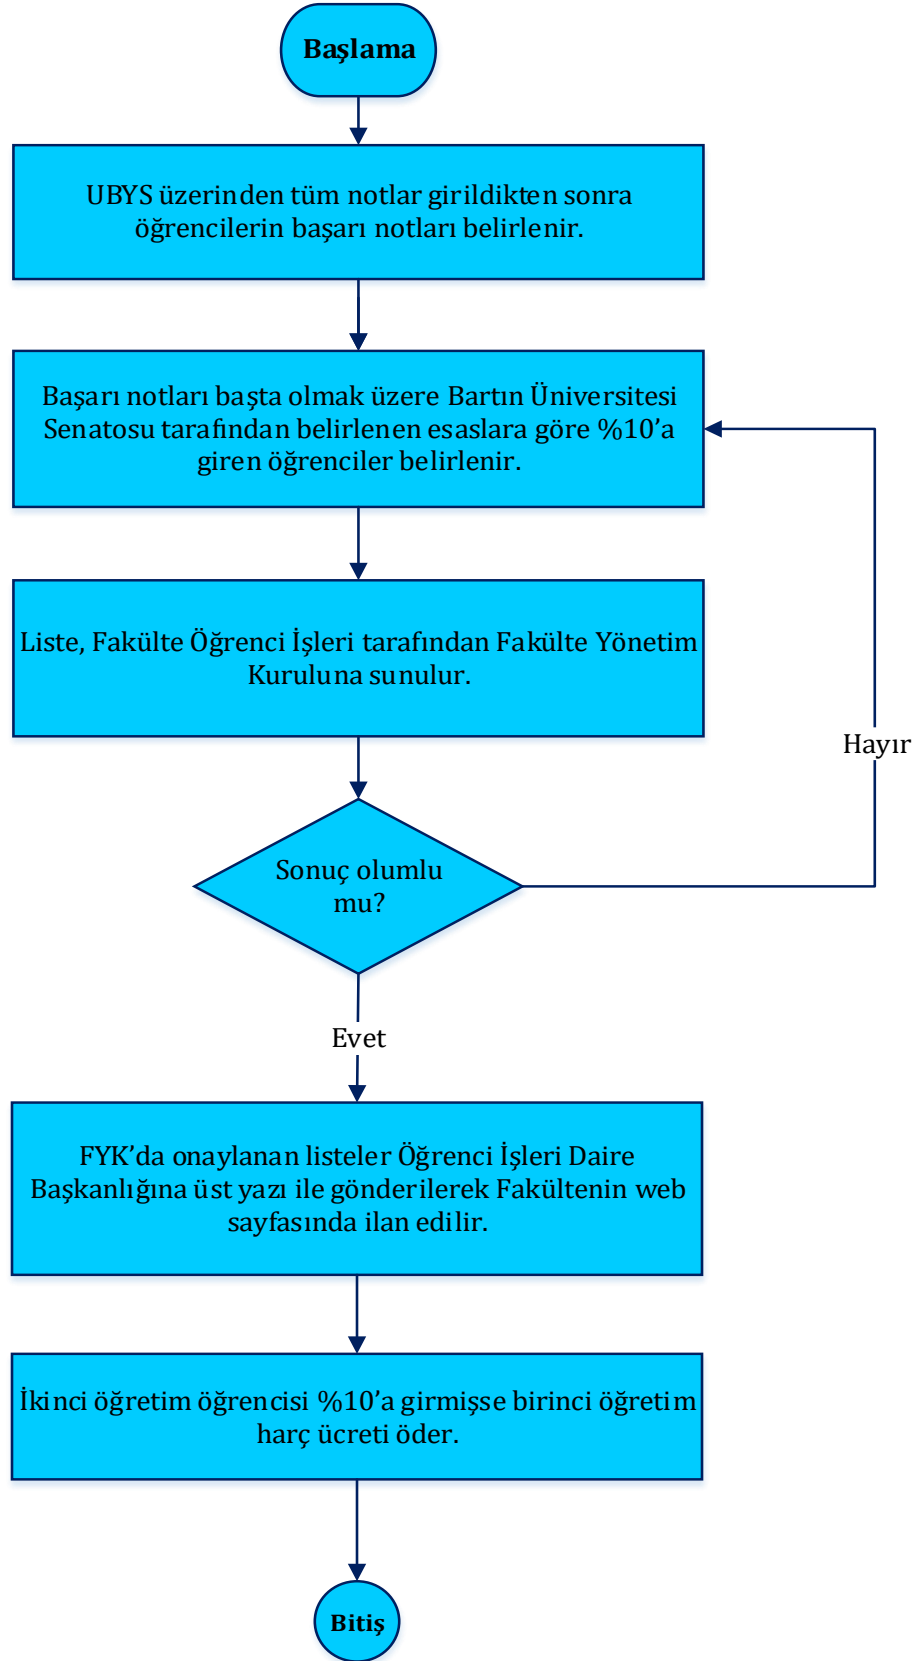 Başlama
UBYS üzerinden tüm notlar girildikten sonra
öğrencilerin başarı notları belirlenir.
Başarı notları başta olmak üzere Bartın Üniversitesi
Senatosu tarafından belirlenen esaslara göre %10’a
giren öğrenciler belirlenir.
Liste, Fakülte Öğrenci İşleri tarafından Fakülte Yönetim
Kuruluna sunulur.
Hayır
Sonuç olumlu
mu?
Evet
FYK’da onaylanan listeler Öğrenci İşleri Daire
Başkanlığına üst yazı ile gönderilerek Fakültenin web
sayfasında ilan edilir.
İkinci öğretim öğrencisi %10’a girmişse birinci öğretim
harç ücreti öder.
Bitiş